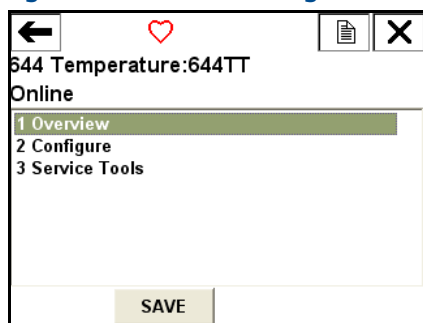 644 Temperature:644TT
Online
1 Overview
2 Configure
3 Service Tools
SAVE